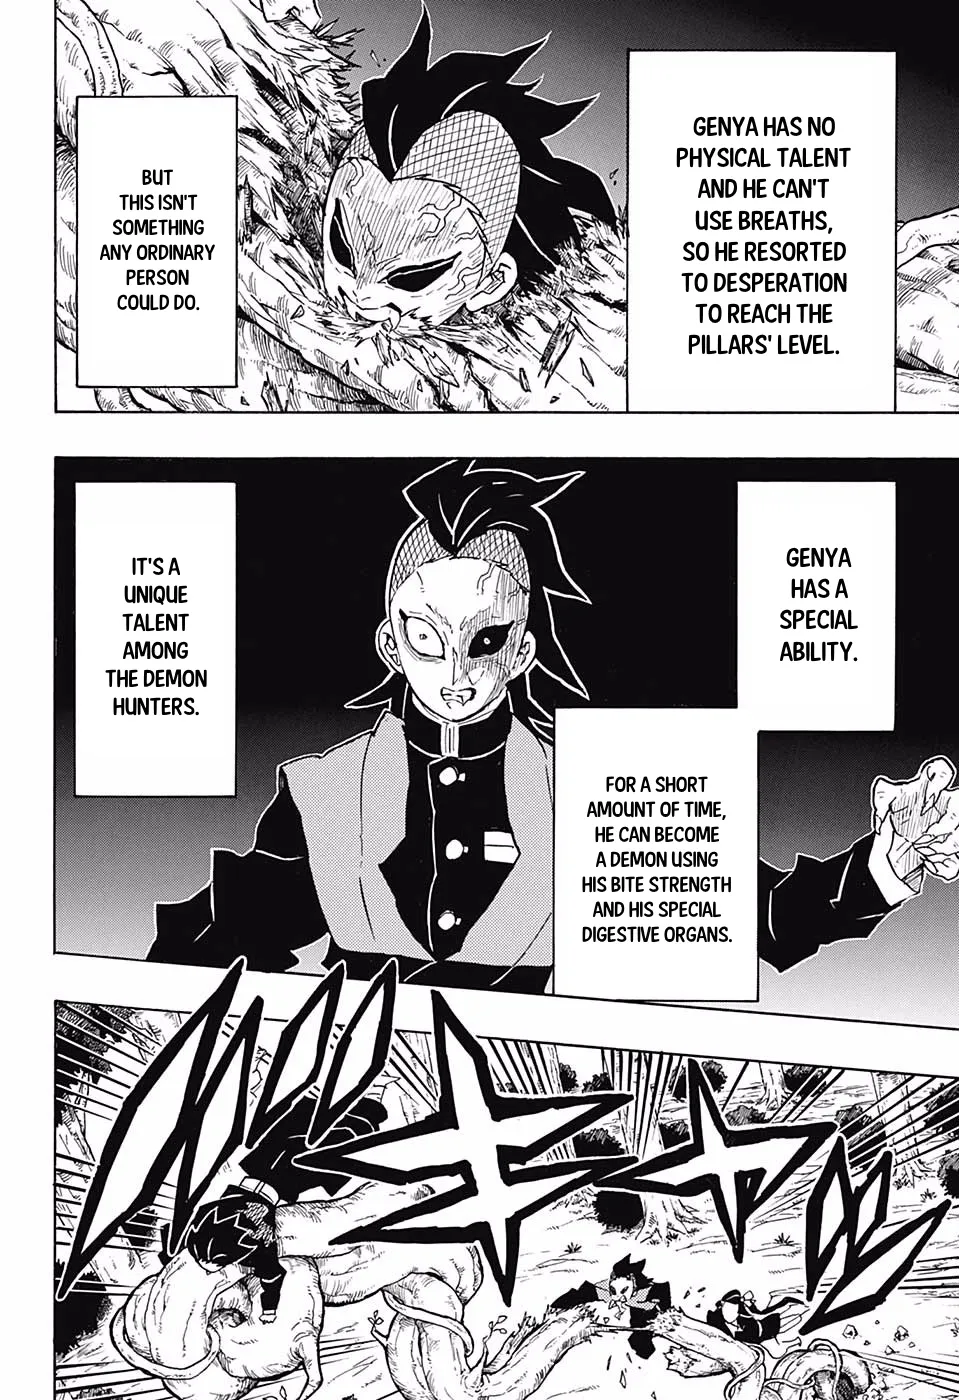 GENYA HAS NO
PHYSICAL TALENT
AND HE CAN'T
USE BREATHS,
SO HE RESORTED
TO DESPERATION
TO REACH THE
PILLARS' LEVEL.
BUT
THIS ISN'T
SOMETHING
ANY ORDINARY
PERSON
COULD DO.
GENYA
HAS A
SPECIAL
ABILITY.
FOR A SHORT
AMOUNT OF TIME,
HE CAN BECOME
A DEMON USING
HIS BITE STRENGTH
AND HIS SPECIAL
DIGESTIVE ORGANS.
IT'S A
UNIQUE
TALENT
AMONG
THE DEMON
HUNTERS.